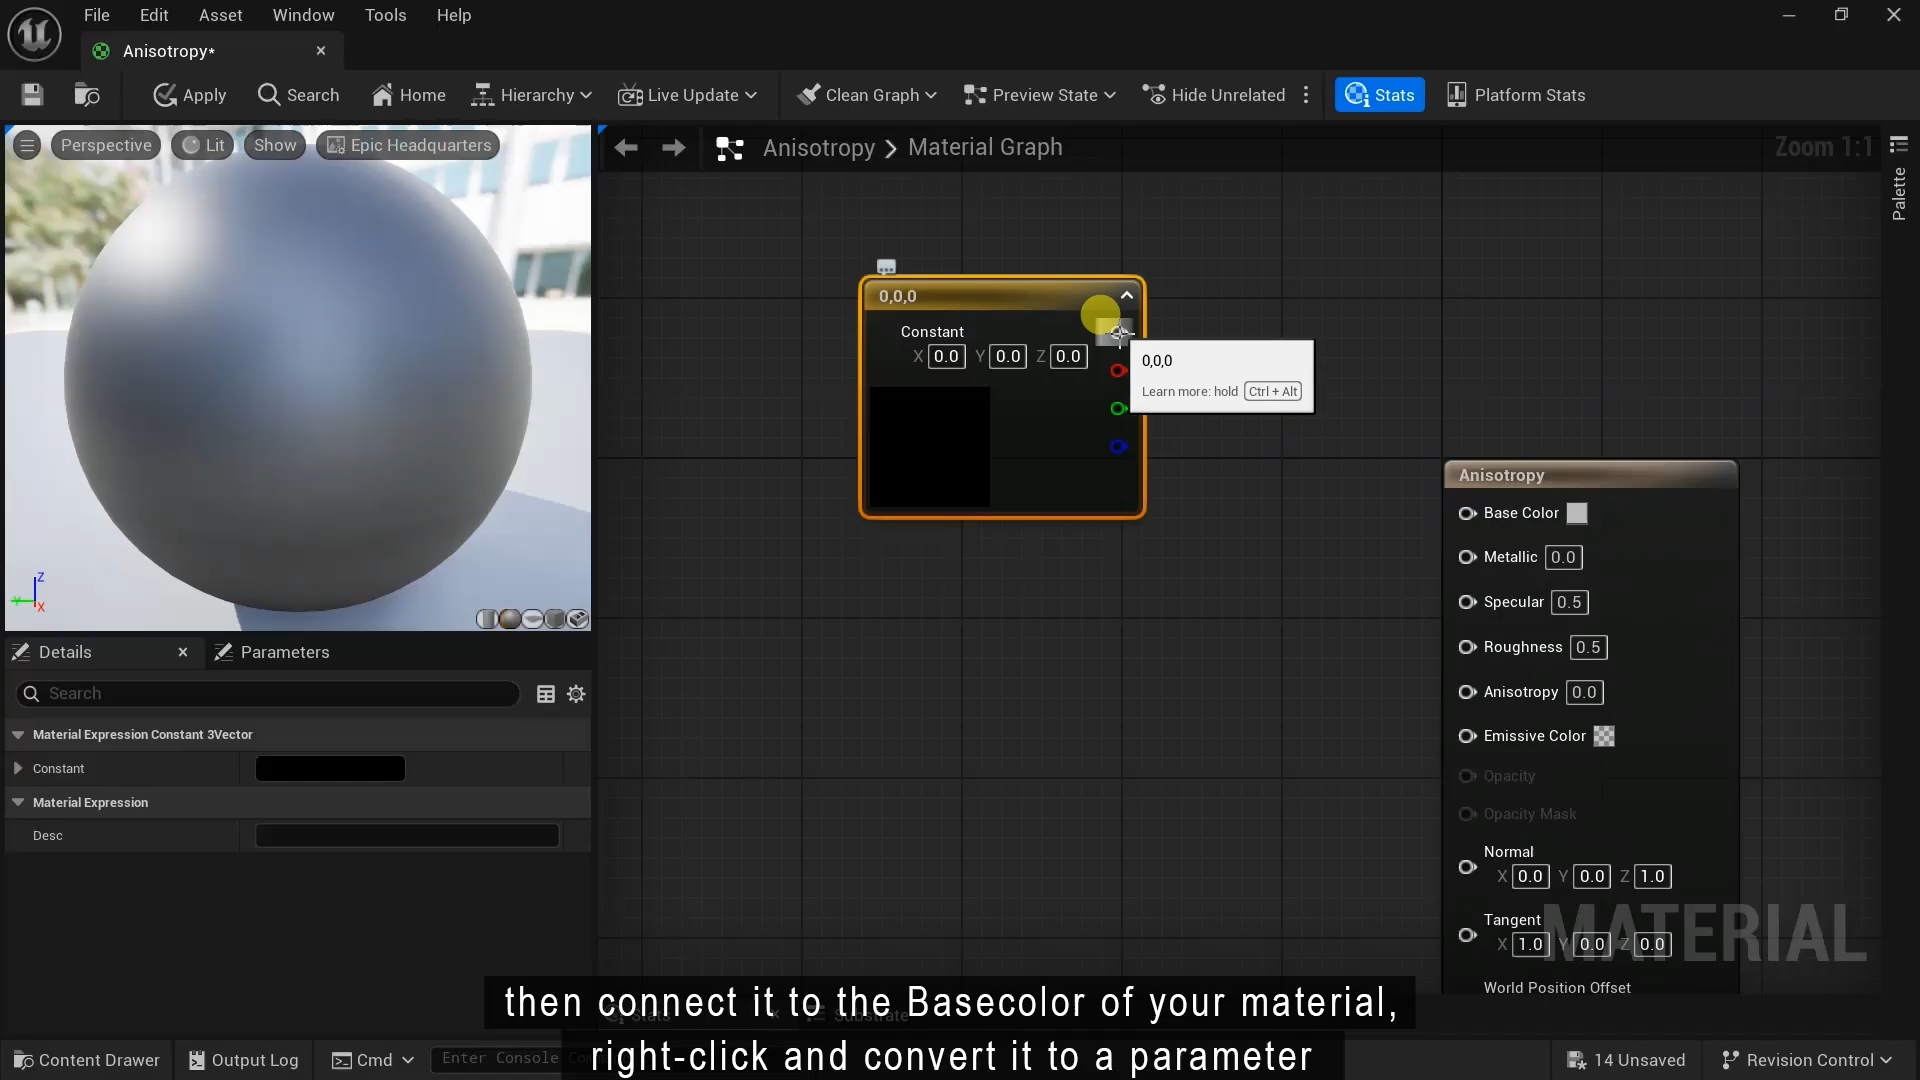 File Edit Asset Window Tools Help
Anisotropy*
Apply Search Home Hierarchy Live Update Clean Graph Preview State Hide Unrelated Stats Platform Stats
Perspective Lit Show Epic Headquarters
Anisotropy > Material Graph
Zoom 1:1
Palette
0,0,0
Constant
X 0.0 Y 0.0 Z 0.0
0,0,0
Learn more: hold Ctrl + Alt
Z
Y
X
Anisotropy
Base Color
Metallic 0.0
Specular 0.5
Roughness 0.5
Anisotropy 0.0
Emissive Color
Opacity
Opacity Mask
Normal
X 0.0 Y 0.0 Z 1.0
Tangent
X 1.0 Y 0.0 Z 0.0
World Position Offset
MATERIAL
Details Parameters
Search
Material Expression Constant 3Vector
Constant
Material Expression
Desc
Stats Substrate
then connect it to the Basecolor of your material,
right-click and convert it to a parameter
Content Drawer Output Log Cmd Enter Console 14 Unsaved Revision Control